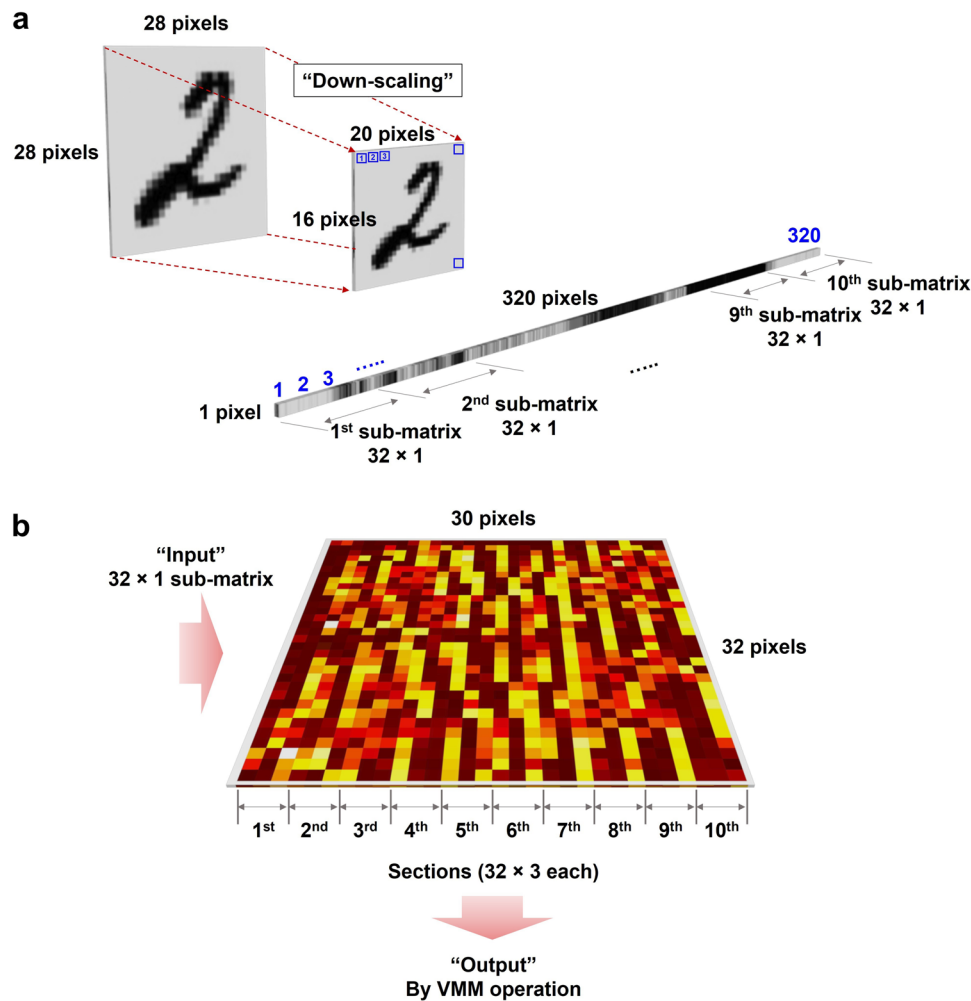 a
28 pixels
“Down-scaling”
28 pixels
20 pixels
1 2 3
16 pixels
320
320 pixels
10th sub-matrix
32 × 1
9th sub-matrix
32 × 1
1 2 3 .....
.....
1 pixel
2nd sub-matrix
32 × 1
1st sub-matrix
32 × 1
b
30 pixels
“Input”
32 × 1 sub-matrix
32 pixels
1st 2nd 3rd 4th 5th 6th 7th 8th 9th 10th
Sections (32 × 3 each)
“Output”
By VMM operation